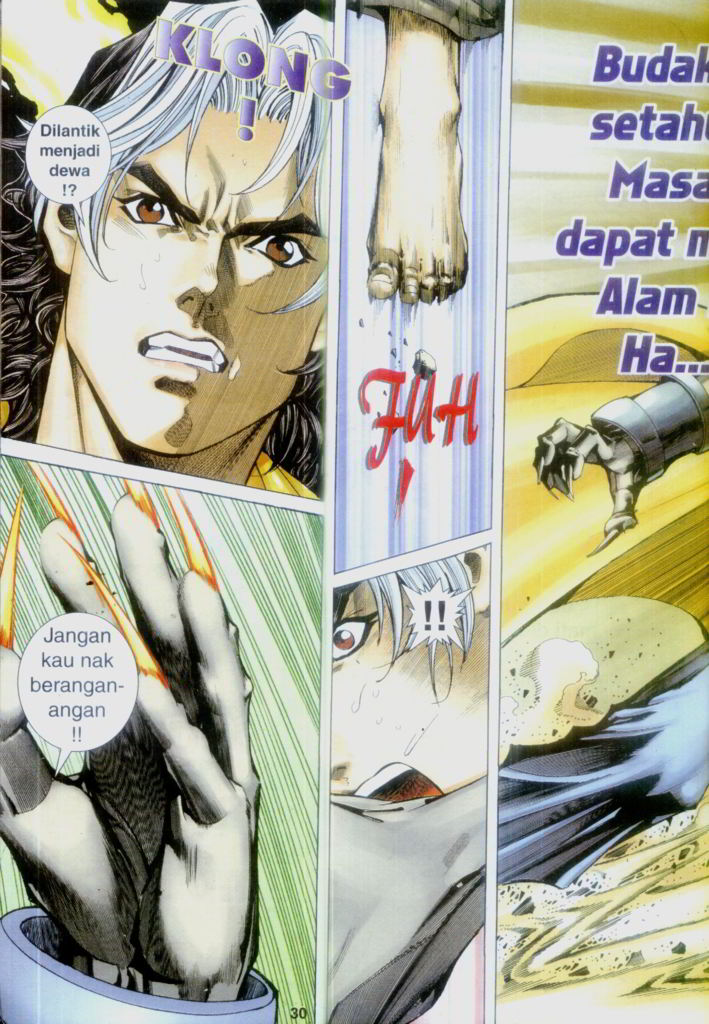 KLONG
!
Dilantik
menjadi
dewa
!?
Jangan
kau nak
berangan-
angan
!!
FUH
!
!!
Budak
setahu
Masa
dapat m
Alam
Ha...
30